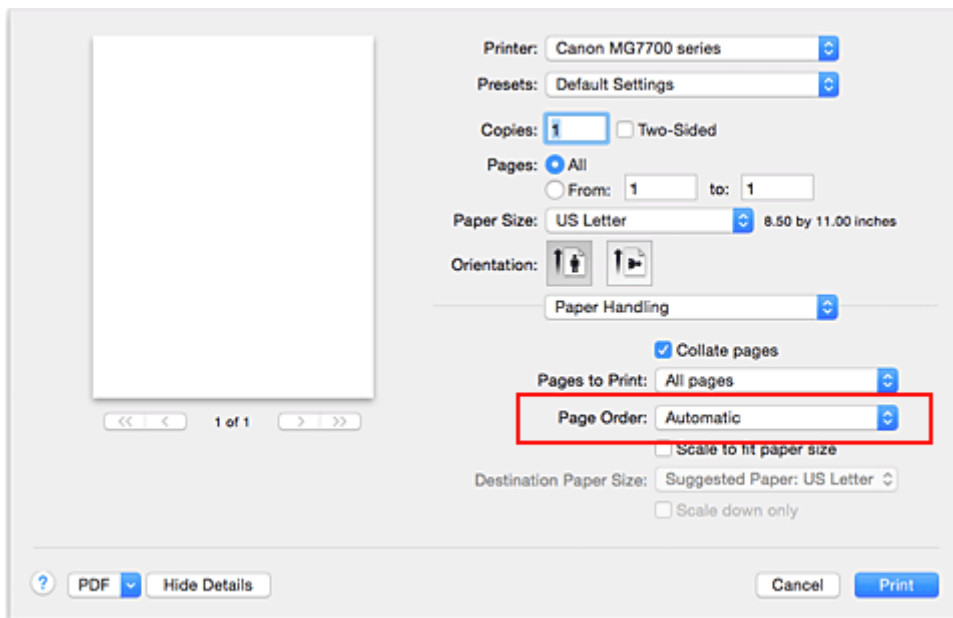 Printer: Canon MG7700 series
Presets: Default Settings
Copies: 1 Two-Sided
Pages: All
From: 1 to: 1
Paper Size: US Letter 8.50 by 11.00 inches
Orientation:
Paper Handling
Collate pages
Pages to Print: All pages
<< < 1 of 1 > >>
Page Order: Automatic
Scale to fit paper size
Destination Paper Size: Suggested Paper: US Letter
Scale down only
? PDF Hide Details Cancel Print